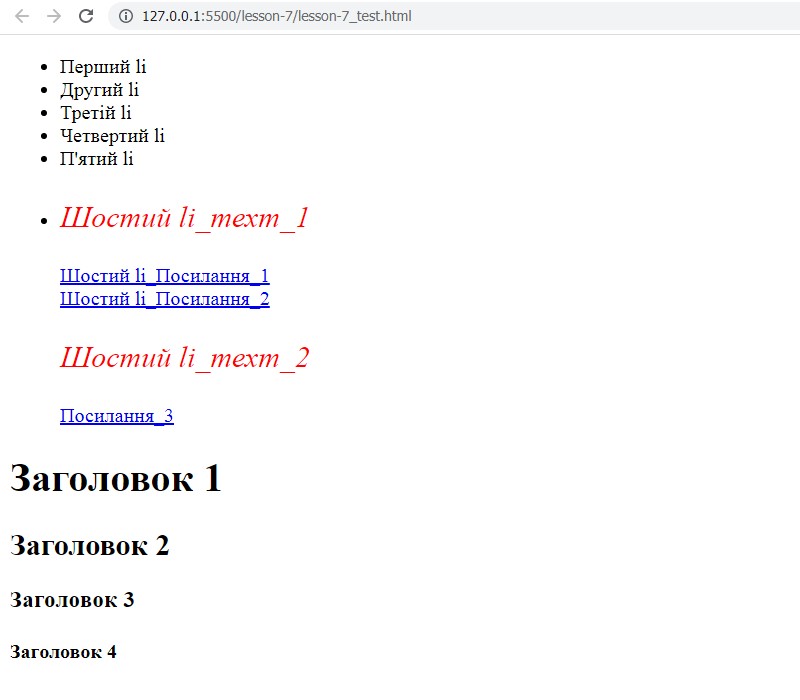 127.0.0.1:5500/lesson-7/lesson-7_test.html
Перший li
Другий li
Третій li
Четвертий li
П'ятий li
Шостий li_текст_1
Шостий li_Посилання_1
Шостий li_Посилання_2
Шостий li_текст_2
Посилання_3
Заголовок 1
Заголовок 2
Заголовок 3
Заголовок 4